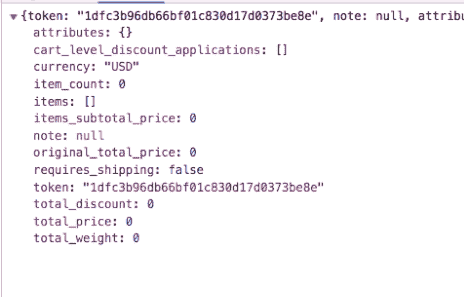 ▼{token: "1dfc3b96db66bf01c830d17d0373be8e", note: null, attribu
attributes: {}
cart_level_discount_applications: []
currency: "USD"
item_count: 0
items: []
items_subtotal_price: 0
note: null
original_total_price: 0
requires_shipping: false
token: "1dfc3b96db66bf01c830d17d0373be8e"
total_discount: 0
total_price: 0
total_weight: 0